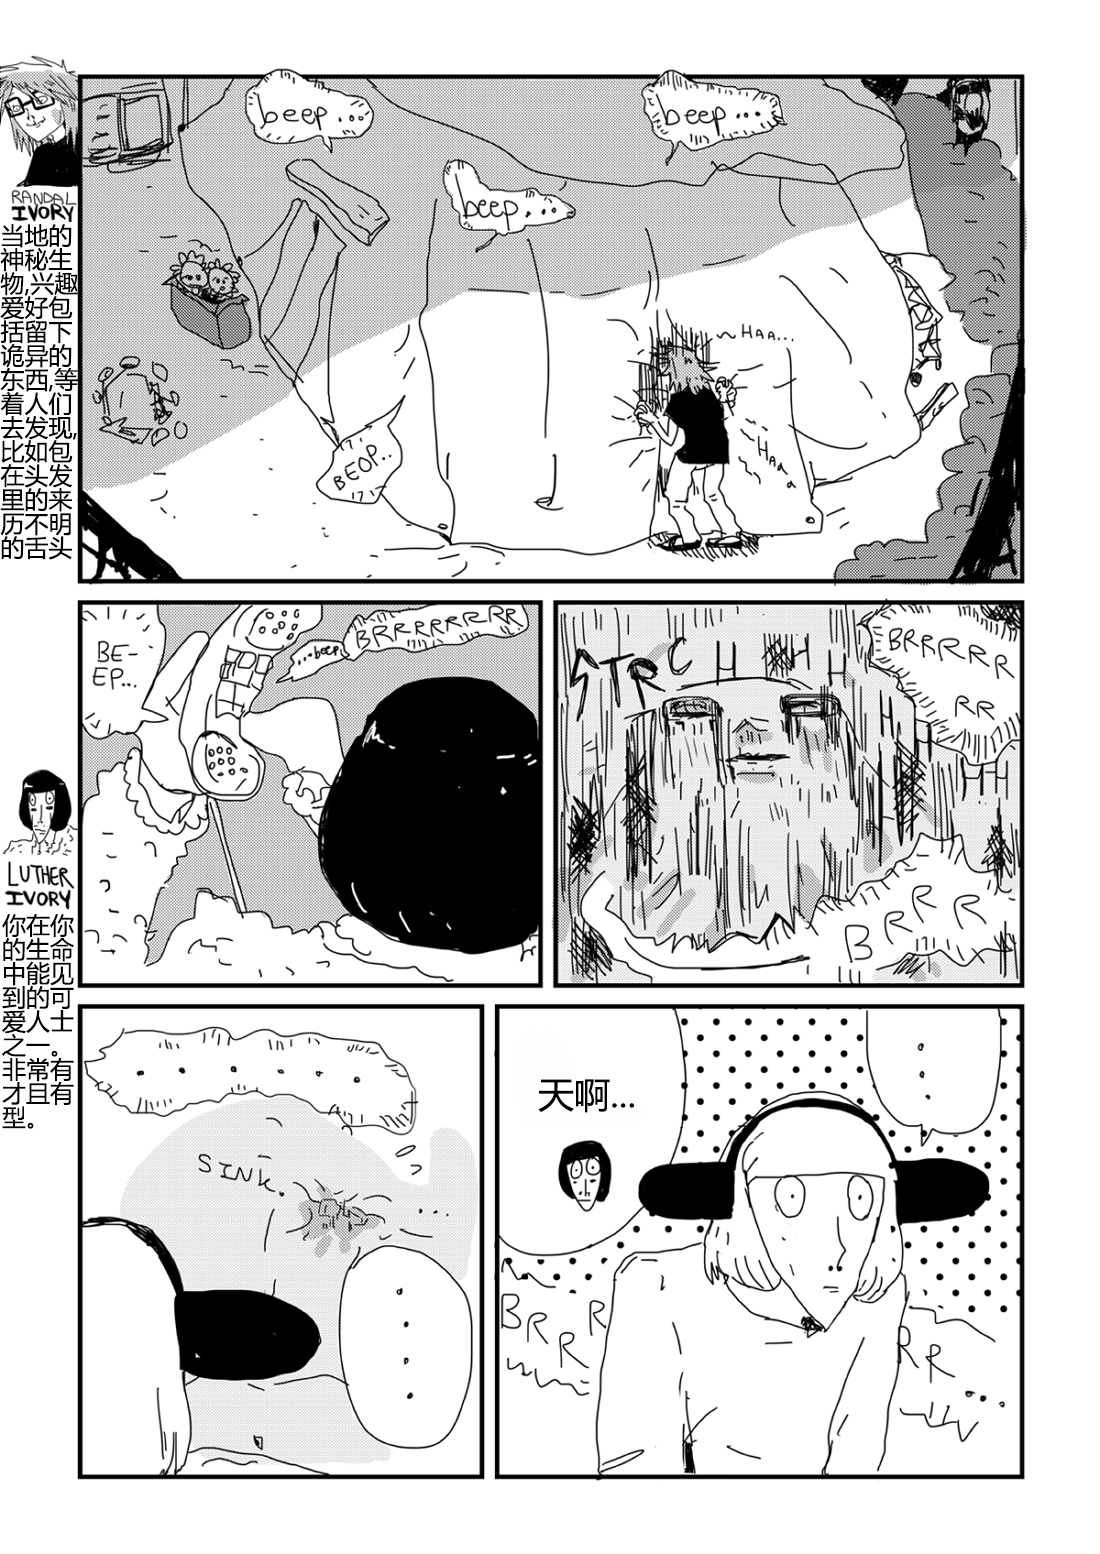 beep ...
beep ...
beep ...
WHAA...
HAA
BEOP..
RANDAL
IVORY
当地的
神秘生
物,兴趣
爱好包
括留下
诡异的
东西,等
着人们
去发现,
比如包
在头发
里的来
历不明
的舌头
BE-
EP...
...beep
BRRRRRRRR
STRCHHHHHHH
BRRRRR
RR
BRRR
LUTHER
IVORY
你在你
的生命
中能见
到的可
爱人士
之一。
非常有
才且有
型。
......
SINK.
...
....
天啊...
...
BRRR
RR...